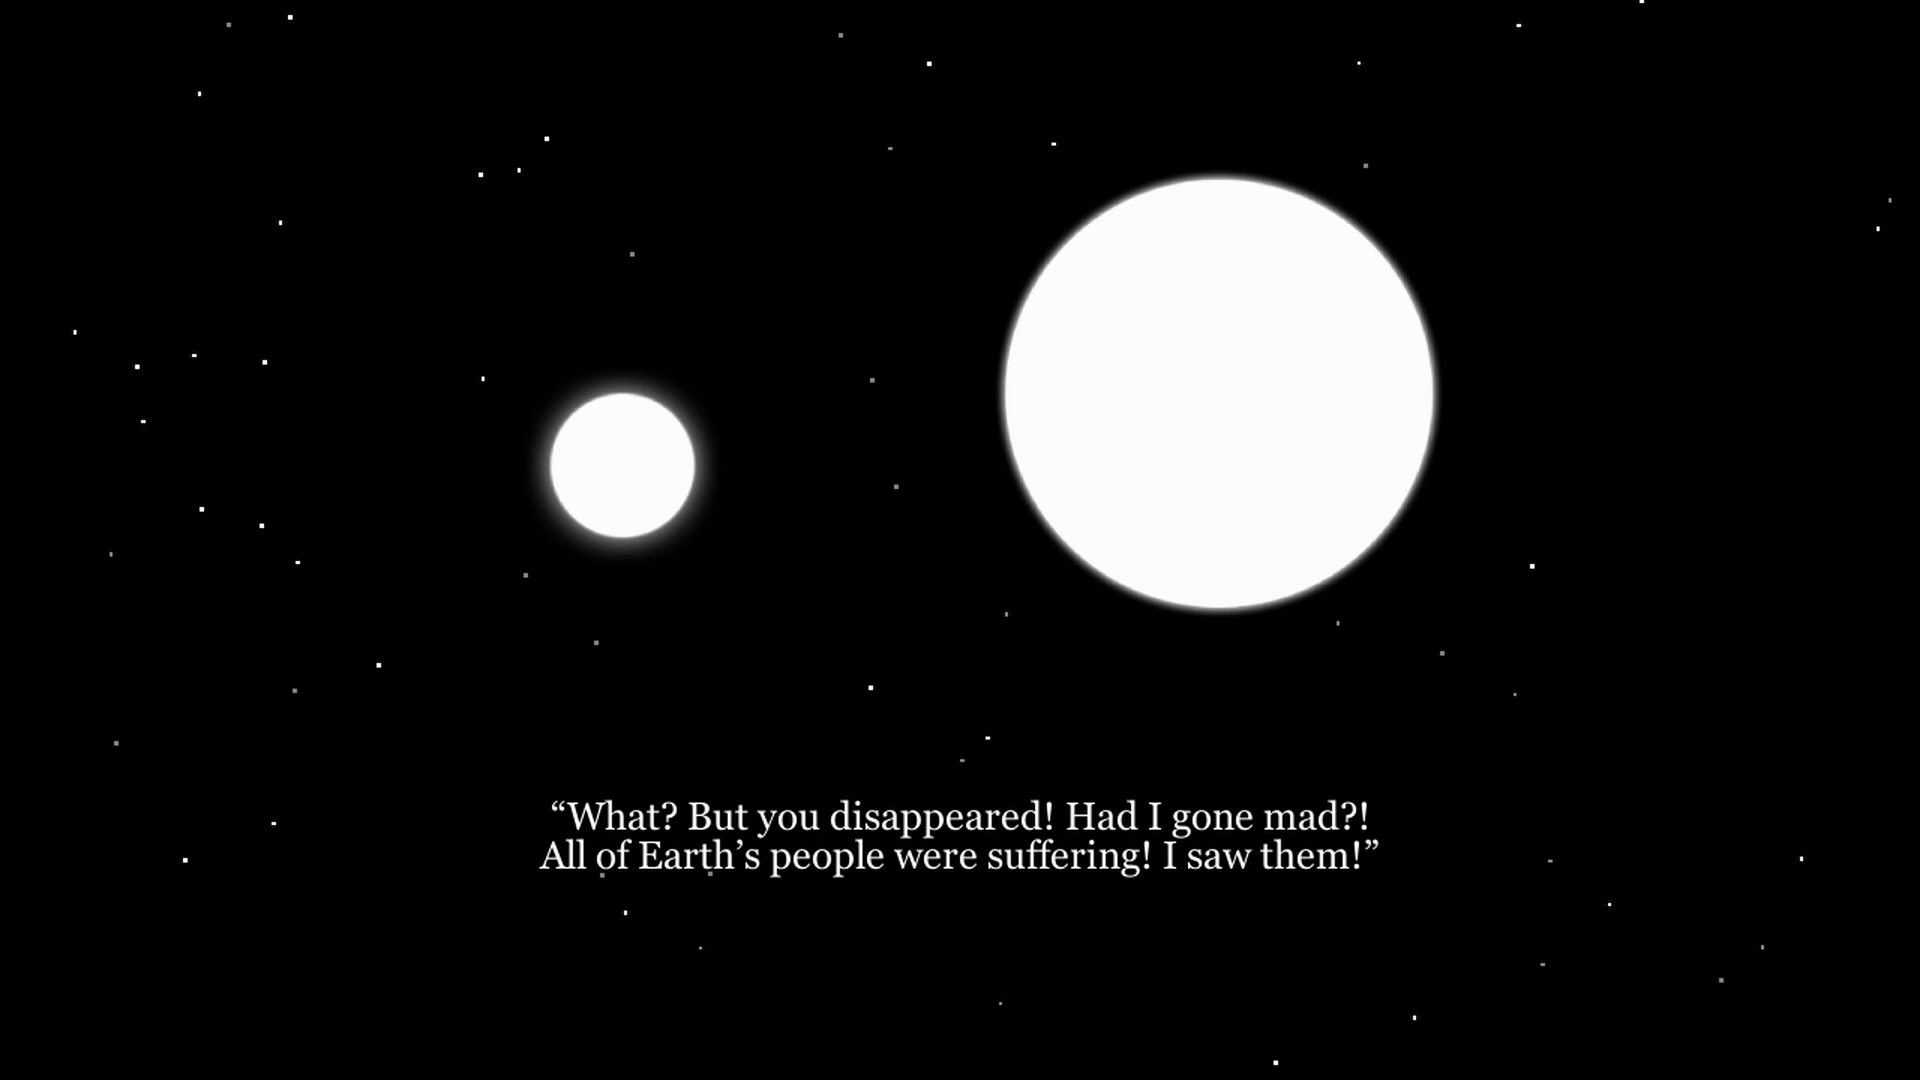 “What? But you disappeared! Had I gone mad?!
All of Earth’s people were suffering! I saw them!”